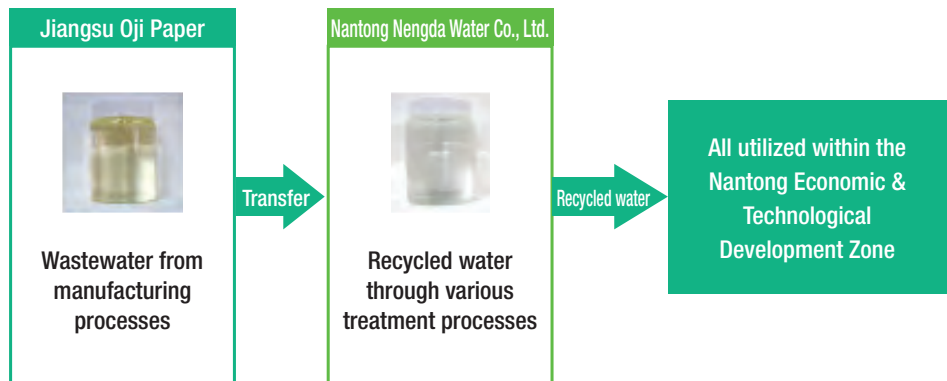 Jiangsu Oji Paper
Wastewater from
manufacturing
processes
Transfer
Nantong Nengda Water Co., Ltd.
Recycled water
through various
treatment processes
Recycled water
All utilized within the
Nantong Economic &
Technological
Development Zone